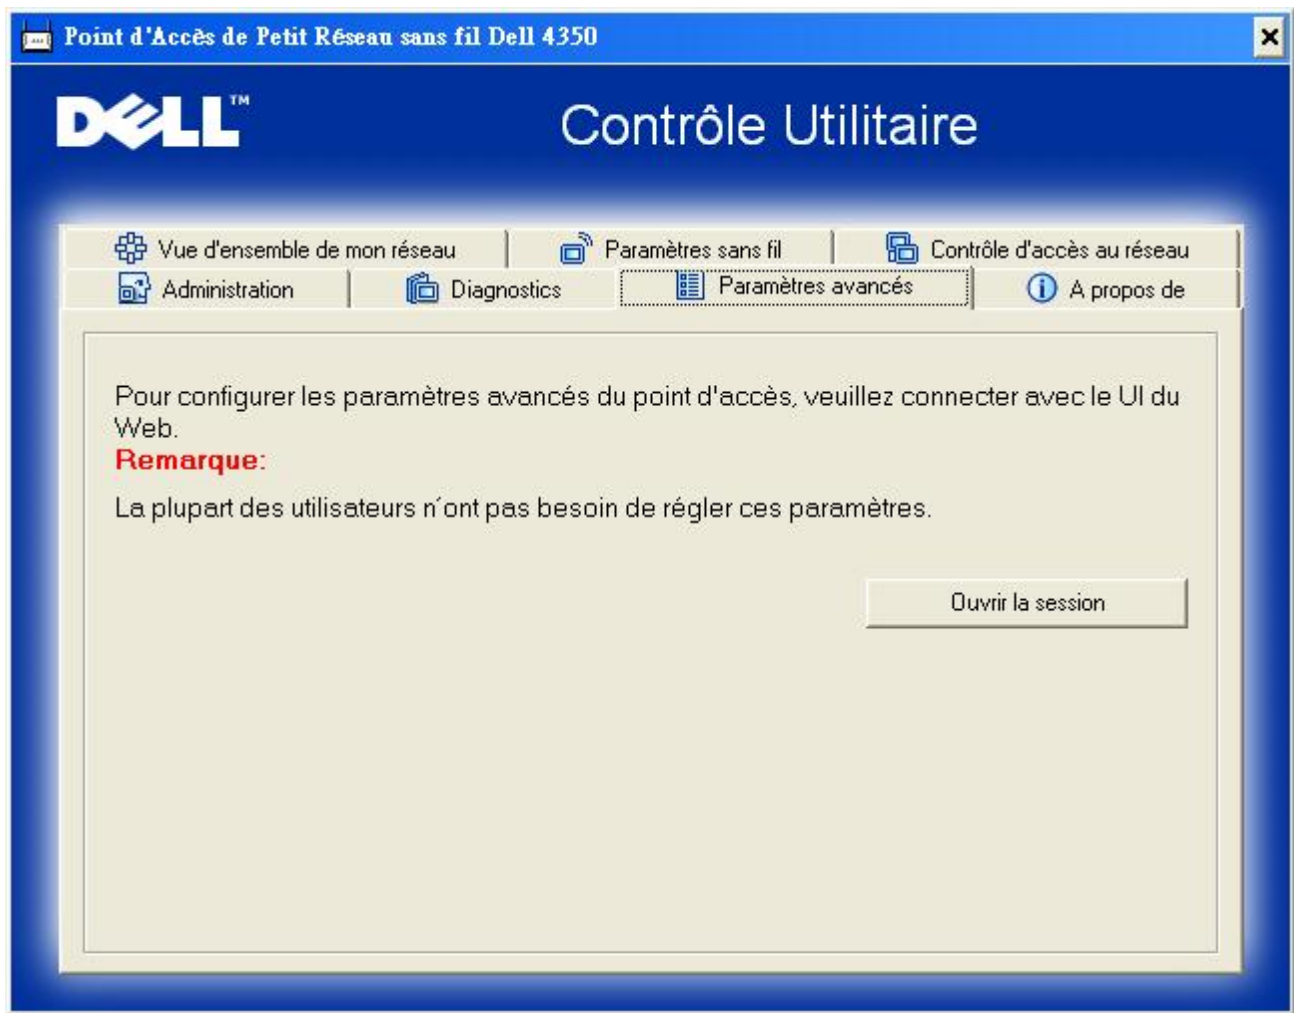 Point d'Accès de Petit Réseau sans fil Dell 4350
DELL™
Contrôle Utilitaire
Vue d'ensemble de mon réseau
Paramètres sans fil
Contrôle d'accès au réseau
Administration
Diagnostics
Paramètres avancés
A propos de
Pour configurer les paramètres avancés du point d'accès, veuillez connecter avec le UI du
Web.
Remarque:
La plupart des utilisateurs n´ont pas besoin de régler ces paramètres.
Ouvrir la session